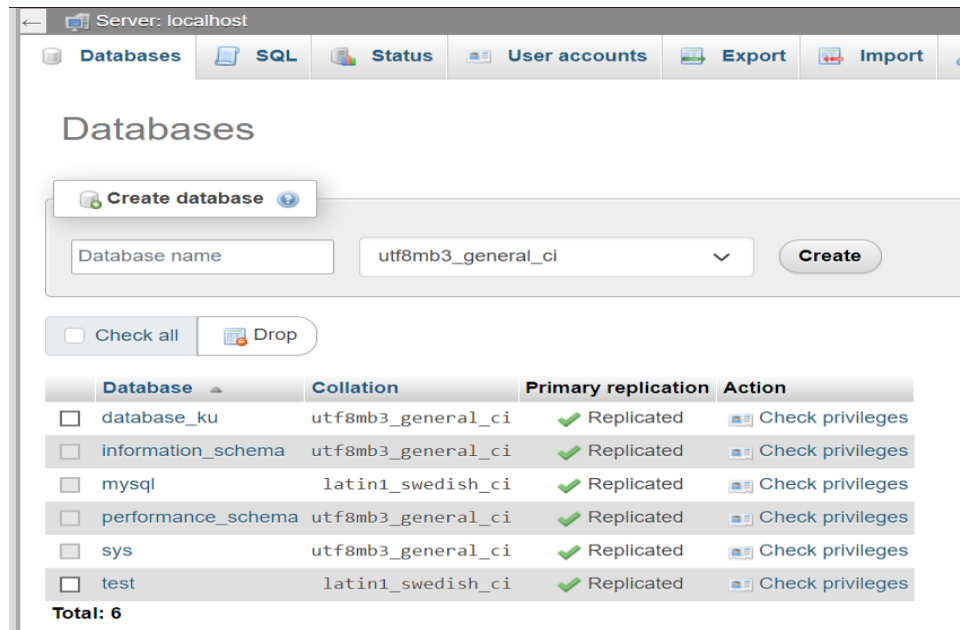 Server: localhost
Databases SQL Status User accounts Export Import
Databases
Create database
Database name utf8mb3_general_ci Create
Check all Drop
Database Collation Primary replication Action
database_ku utf8mb3_general_ci Replicated Check privileges
information_schema utf8mb3_general_ci Replicated Check privileges
mysql latin1_swedish_ci Replicated Check privileges
performance_schema utf8mb3_general_ci Replicated Check privileges
sys utf8mb3_general_ci Replicated Check privileges
test latin1_swedish_ci Replicated Check privileges
Total: 6